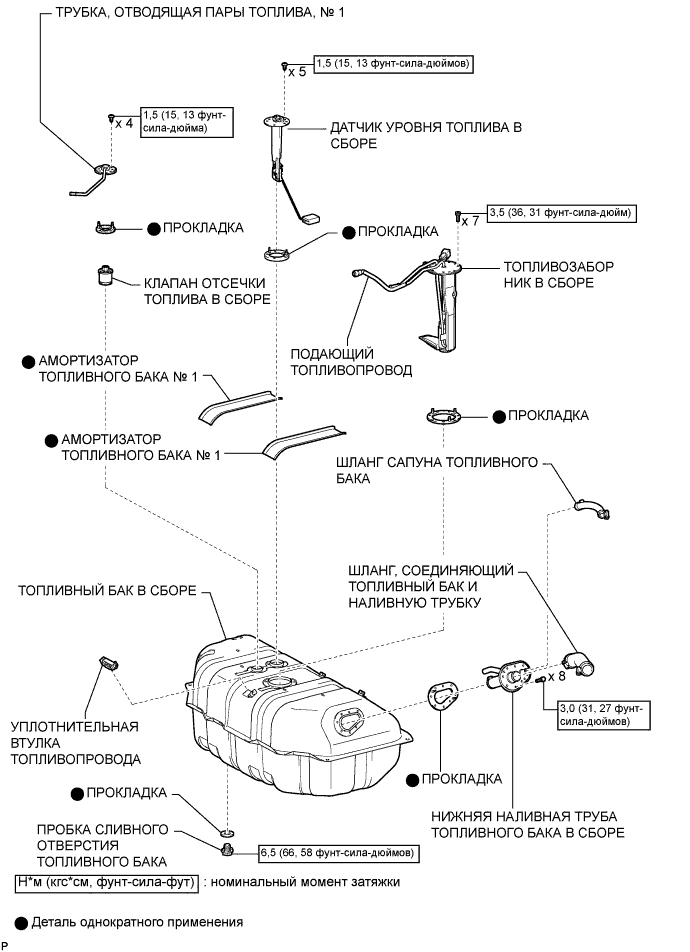 ТРУБКА, ОТВОДЯЩАЯ ПАРЫ ТОПЛИВА, № 1
x 5
1,5 (15, 13 фунт-сила-дюймов)
x 4
1,5 (15, 13 фунт-
сила-дюйма)
ДАТЧИК УРОВНЯ ТОПЛИВА В
СБОРЕ
x 7
3,5 (36, 31 фунт-сила-дюйм)
ПРОКЛАДКА
ПРОКЛАДКА
ТОПЛИВОЗАБОР
НИК В СБОРЕ
КЛАПАН ОТСЕЧКИ
ТОПЛИВА В СБОРЕ
ПОДАЮЩИЙ
ТОПЛИВОПРОВОД
АМОРТИЗАТОР
ТОПЛИВНОГО БАКА № 1
ПРОКЛАДКА
АМОРТИЗАТОР
ТОПЛИВНОГО БАКА № 1
ШЛАНГ САПУНА ТОПЛИВНОГО
БАКА
ШЛАНГ, СОЕДИНЯЮЩИЙ
ТОПЛИВНЫЙ БАК И
НАЛИВНУЮ ТРУБКУ
ТОПЛИВНЫЙ БАК В СБОРЕ
x 8
3,0 (31, 27 фунт-
сила-дюймов)
УПЛОТНИТЕЛЬНАЯ
ВТУЛКА
ТОПЛИВОПРОВОДА
ПРОКЛАДКА
ПРОКЛАДКА
НИЖНЯЯ НАЛИВНАЯ ТРУБА
ТОПЛИВНОГО БАКА В СБОРЕ
ПРОБКА СЛИВНОГО
ОТВЕРСТИЯ
ТОПЛИВНОГО БАКА
6,5 (66, 58 фунт-сила-дюймов)
Н*м (кгс*см, фунт-сила-фут) : номинальный момент затяжки
Деталь однократного применения
P